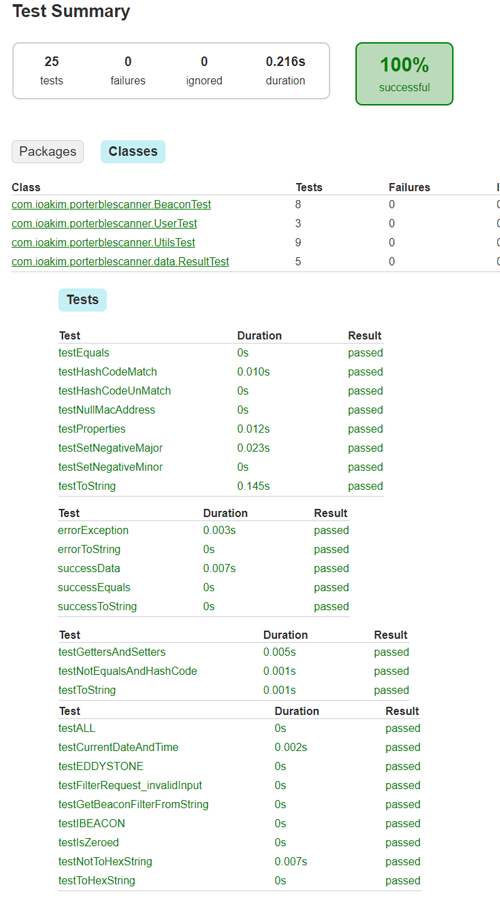 Test Summary
25 0 0 0.216s 100%
tests failures ignored duration successful
Packages Classes
Class Tests Failures
com.ioakim.porterblescanner.BeaconTest 8 0
com.ioakim.porterblescanner.UserTest 3 0
com.ioakim.porterblescanner.UtilsTest 9 0
com.ioakim.porterblescanner.data.ResultTest 5 0
Tests
Test Duration Result
testEquals 0s passed
testHashCodeMatch 0.010s passed
testHashCodeUnMatch 0s passed
testNullMacAddress 0s passed
testProperties 0.012s passed
testSetNegativeMajor 0.023s passed
testSetNegativeMinor 0s passed
testToString 0.145s passed
Test Duration Result
errorException 0.003s passed
errorToString 0s passed
successData 0.007s passed
successEquals 0s passed
successToString 0s passed
Test Duration Result
testGettersAndSetters 0.005s passed
testNotEqualsAndHashCode 0.001s passed
testToString 0.001s passed
Test Duration Result
testALL 0s passed
testCurrentDateAndTime 0.002s passed
testEDDYSTONE 0s passed
testFilterRequest_invalidInput 0s passed
testGetBeaconFilterFromString 0s passed
testIBEACON 0s passed
testIsZeroed 0s passed
testNotToHexString 0.007s passed
testToHexString 0s passed